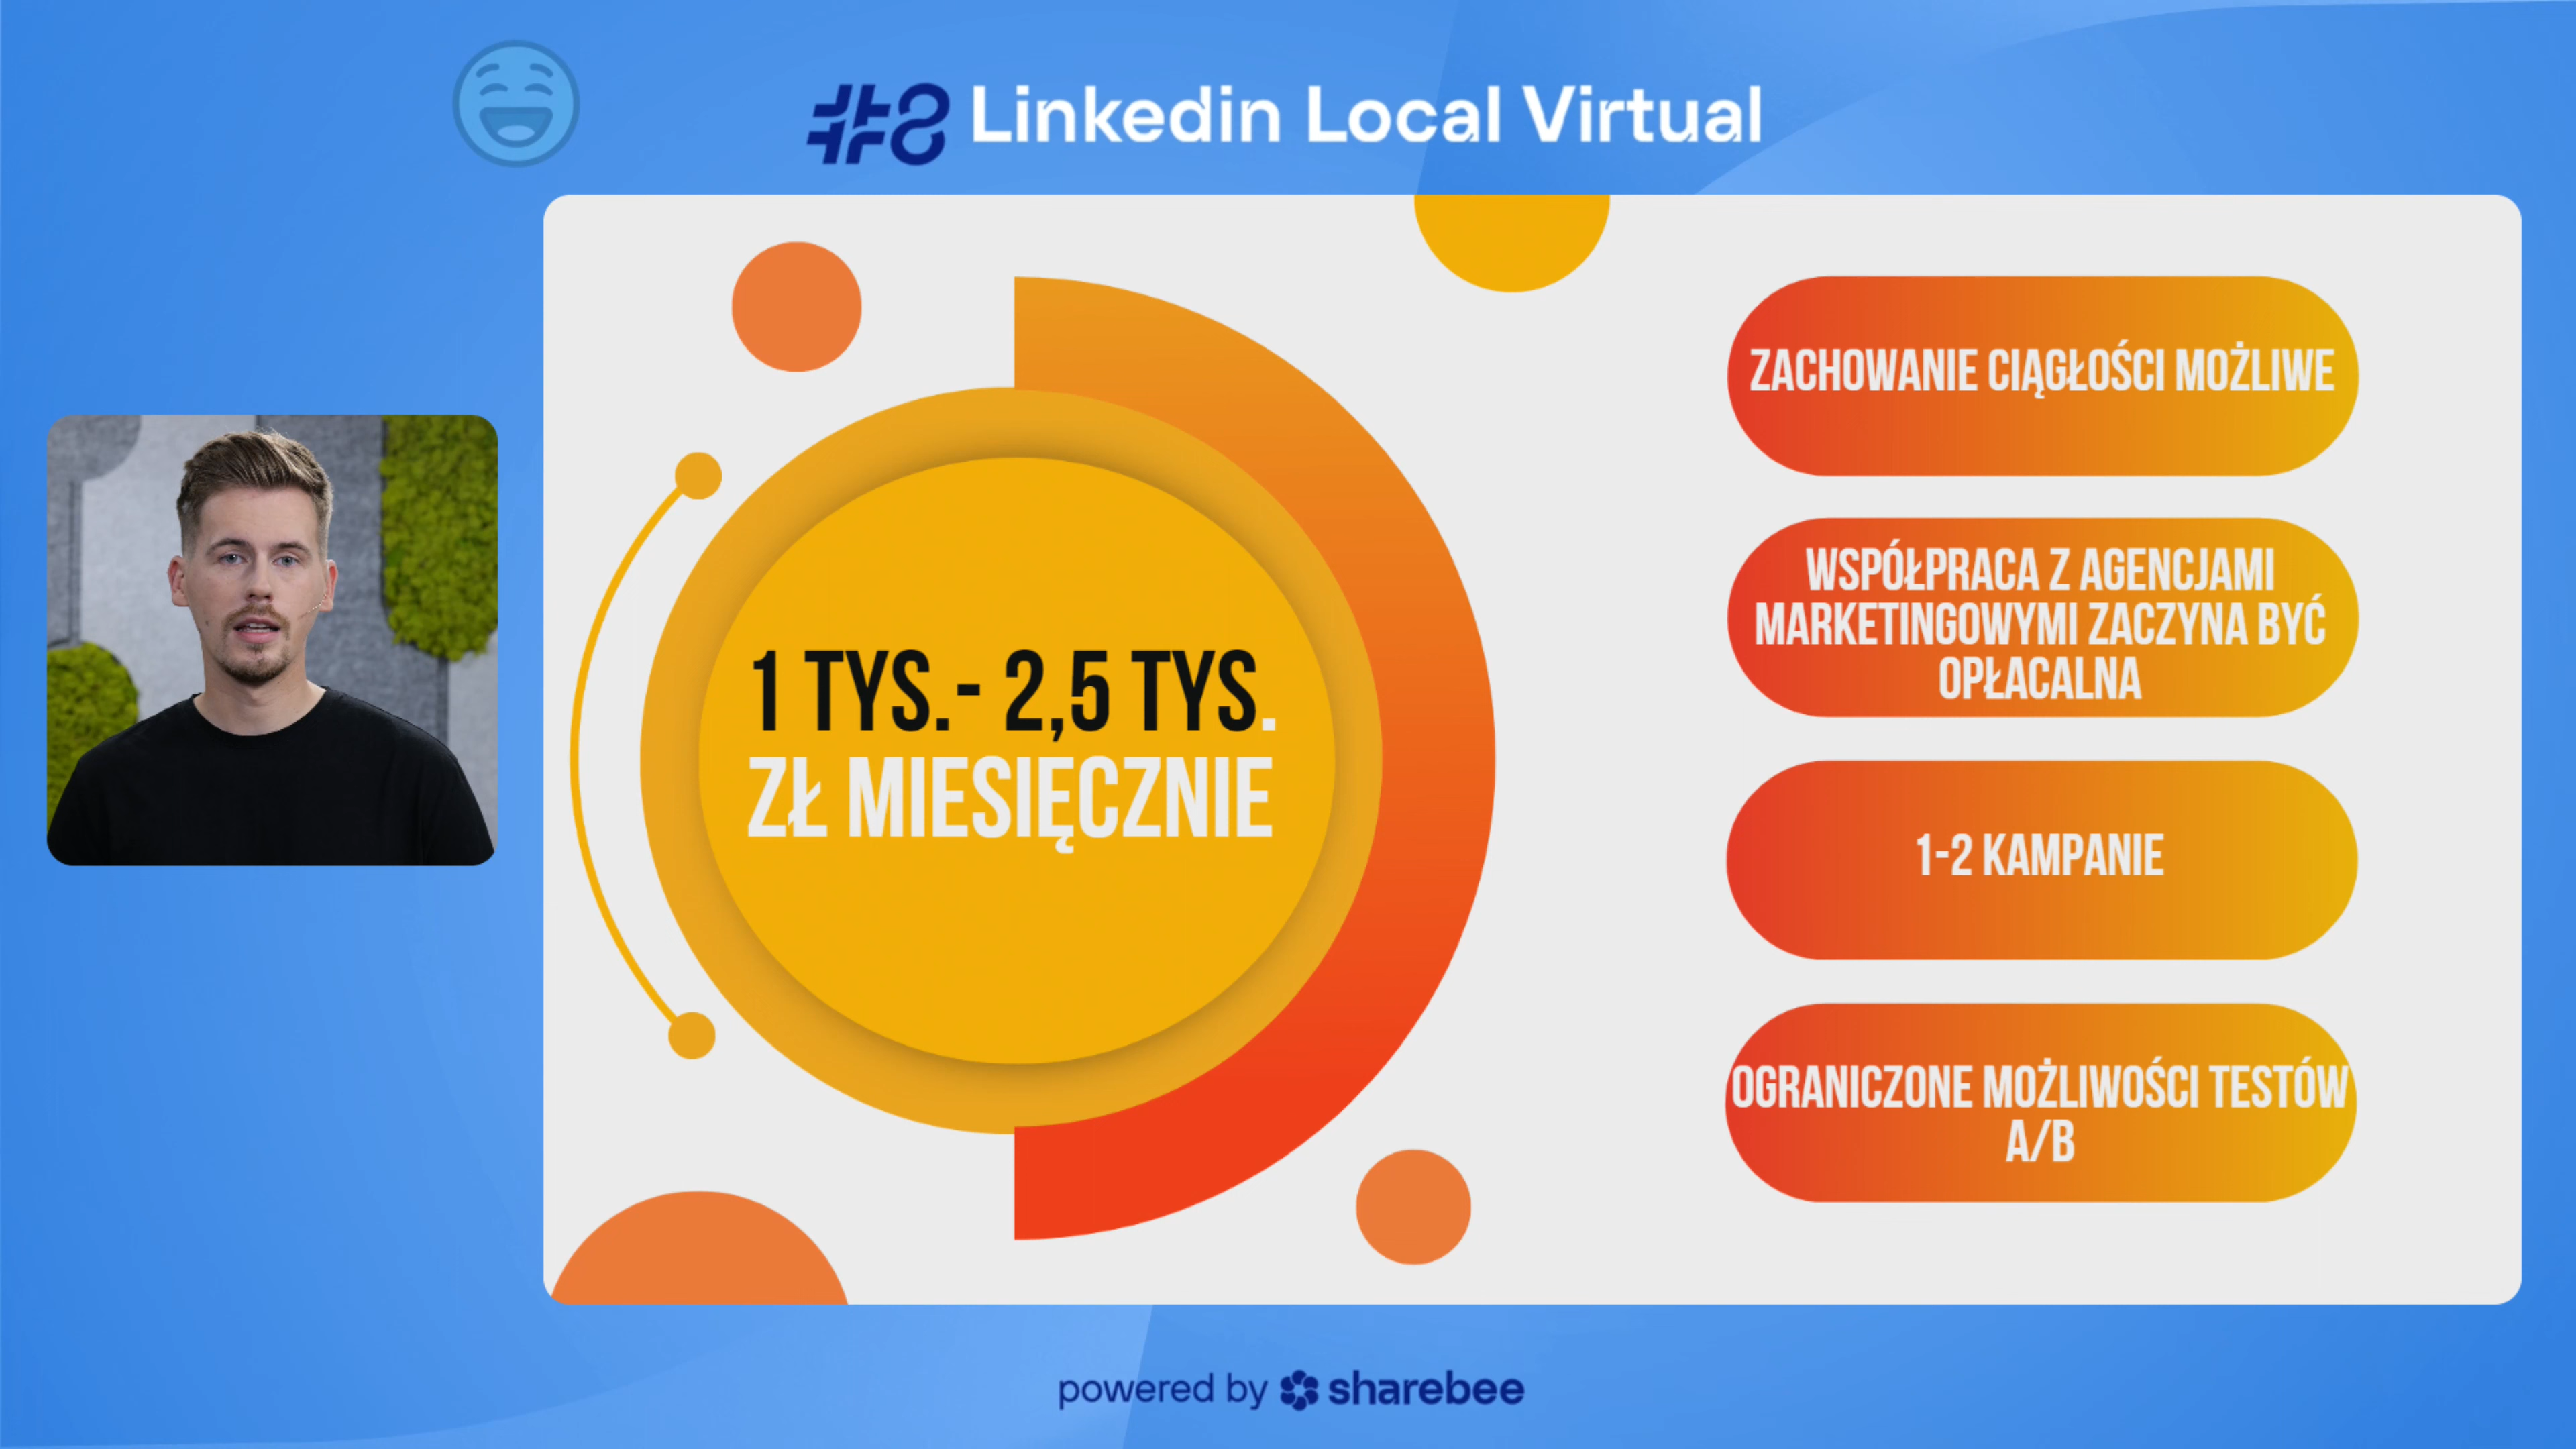 #8 Linkedin Local Virtual
1 TYS.- 2,5 TYS.
ZŁ MIESIĘCZNIE
ZACHOWANIE CIĄGŁOŚCI MOŻLIWE
WSPÓŁPRACA Z AGENCJAMI
MARKETINGOWYMI ZACZYNA BYĆ
OPŁACALNA
1-2 KAMPANIE
OGRANICZONE MOŻLIWOŚCI TESTÓW
A/B
powered by sharebee